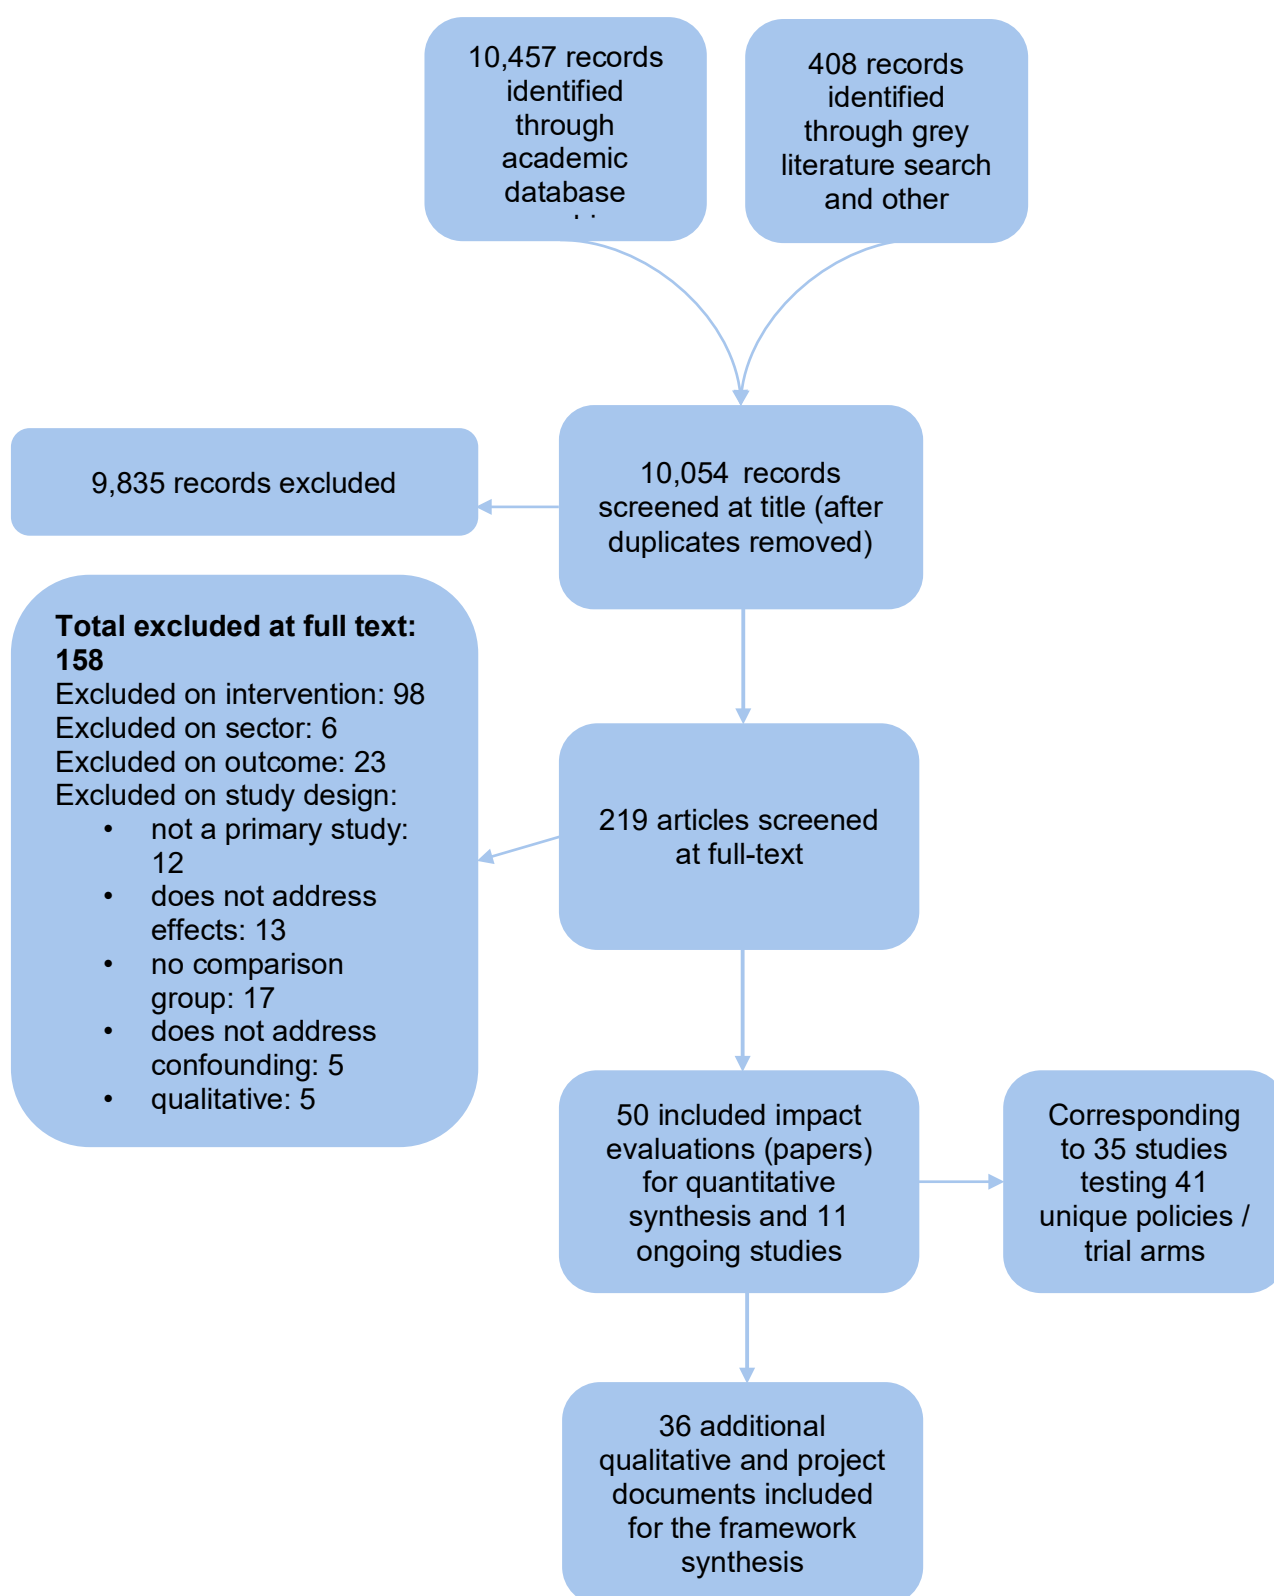 10,457 records
identified
through
academic
database
408 records
identified
through grey
literature search
and other
10,054 records
screened at title (after
duplicates removed)
9,835 records excluded
Total excluded at full text:
158
Excluded on intervention: 98
Excluded on sector: 6
Excluded on outcome: 23
Excluded on study design:
• not a primary study:
12
• does not address
effects: 13
• no comparison
group: 17
• does not address
confounding: 5
• qualitative: 5
219 articles screened
at full-text
50 included impact
evaluations (papers)
for quantitative
synthesis and 11
ongoing studies
Corresponding
to 35 studies
testing 41
unique policies /
trial arms
36 additional
qualitative and project
documents included
for the framework
synthesis